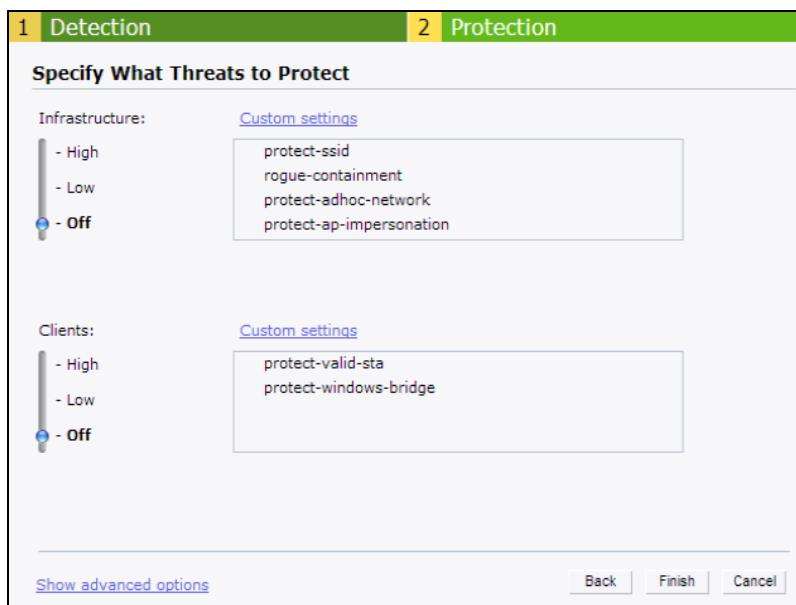 1 Detection
2 Protection
Specify What Threats to Protect
Infrastructure:
Custom settings
- High
- Low
- Off
protect-ssid
rogue-containment
protect-adhoc-network
protect-ap-impersonation
Clients:
Custom settings
- High
- Low
- Off
protect-valid-sta
protect-windows-bridge
Show advanced options
Back
Finish
Cancel